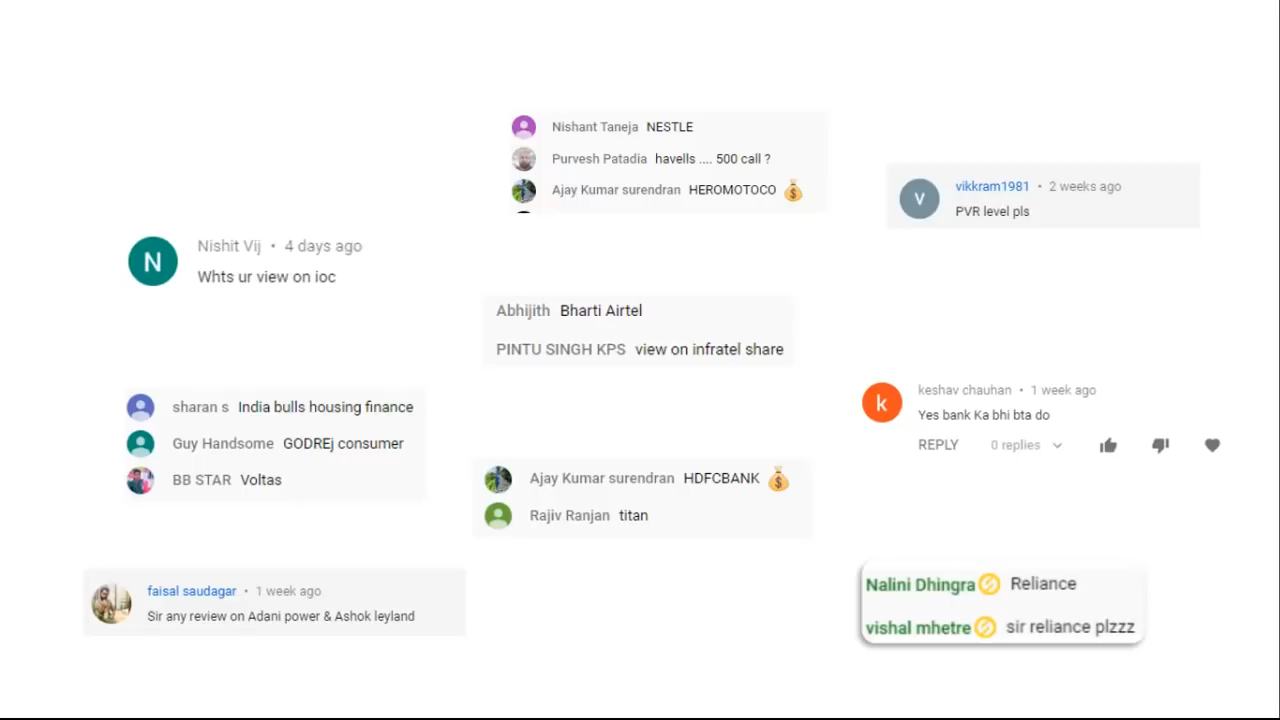 Nishant Taneja NESTLE
Purvesh Patadia havells .... 500 call ?
Ajay Kumar surendran HEROMOTOCO
V
vikkram1981 • 2 weeks ago
PVR level pls
N
Nishit Vij • 4 days ago
Whts ur view on ioc
Abhijith Bharti Airtel
PINTU SINGH KPS view on infratel share
sharan s India bulls housing finance
Guy Handsome GODREj consumer
BB STAR Voltas
k
keshav chauhan • 1 week ago
Yes bank Ka bhi bta do
REPLY 0 replies
Ajay Kumar surendran HDFCBANK
Rajiv Ranjan titan
faisal saudagar • 1 week ago
Sir any review on Adani power & Ashok leyland
Nalini Dhingra Reliance
vishal mhetre sir reliance plzzz